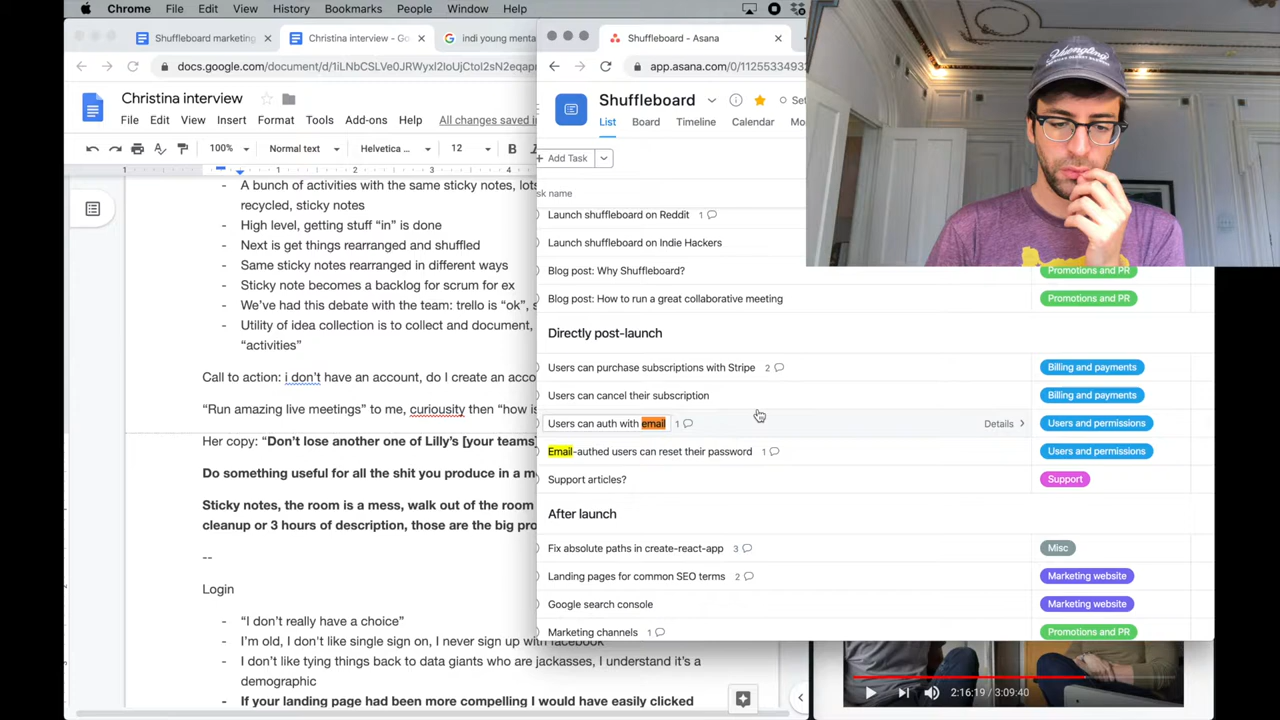 Chrome File Edit View History Bookmarks People Window Help
Shuffleboard marketing
Christina interview - Go
indi young menta
docs.google.com/document/d/1iLN3
WyxI2IoUjCtoI2sN2eqap
Christina interview
File Edit View Insert Format Tools Add-ons Help All changes saved i
100% Normal text Helvetica ... 12 B
1 1 2 3 4
- A bunch of activities with the same sticky notes, lots
recycled, sticky notes
- High level, getting stuff “in” is done
- Next is get things rearranged and shuffled
- Same sticky notes rearranged in different ways
- Sticky note becomes a backlog for scrum for ex
- We’ve had this debate with the team: trello is “ok”, s
- Utility of idea collection is to collect and document,
“activities”
Call to action: i don’t have an account, do I create an acco
“Run amazing live meetings” to me, curiousity then “how is
Her copy: “Don’t lose another one of Lilly’s [your teams]
Do something useful for all the shit you produce in a m
Sticky notes, the room is a mess, walk out of the room
cleanup or 3 hours of description, those are the big pro
--
Login
- “I don’t really have a choice”
- I’m old, I don’t like single signon, I never sign up with facebook
- I don’t like tying things back to data giants who are jackasses, I understand it’s a
demographic
- If your landing page had been more compelling I would have easily clicked
Shuffleboard - Asana
app.asana.com/0/11255334932
Shuffleboard
Set
List Board Timeline Calendar Mo
Add Task
sk name
Launch shuffleboard on Reddit 1
Launch shuffleboard on Indie Hackers
Blog post: Why Shuffleboard? Promotions and PR
Blog post: How to run a great collaborative meeting Promotions and PR
Directly post-launch
Users can purchase subscriptions with Stripe 2 Billing and payments
Users can cancel their subscription Billing and payments
Users can auth with email 1 Details Users and permissions
Email-authed users can reset their password 1 Users and permissions
Support articles? Support
After launch
Fix absolute paths in create-react-app 3 Misc
Landing pages for common SEO terms 2 Marketing website
Google search console Marketing website
Marketing channels 1 Promotions and PR
Yuengling
2:16:19 / 3:09:40